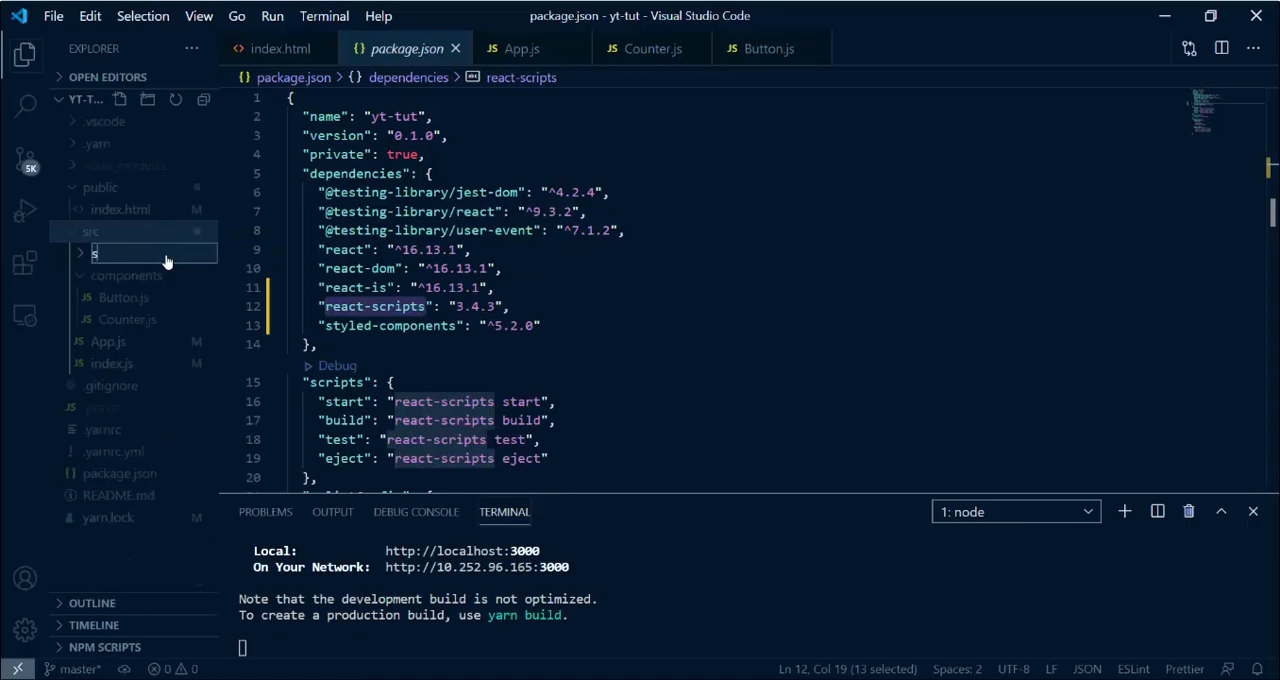 File Edit Selection View Go Run Terminal Help
package.json - yt-tut - Visual Studio Code
EXPLORER
OPEN EDITORS
YT-T...
.vscode
.yarn
node_modules
public
index.html M
src
s
components
Button.js
Counter.js
App.js M
index.js M
.gitignore
.yarnrc
.yarnrc.yml
package.json
README.md
yarn.lock M
OUTLINE
TIMELINE
NPM SCRIPTS
5K
index.html package.json App.js Counter.js Button.js
package.json > {} dependencies > react-scripts
1 {
2 "name": "yt-tut",
3 "version": "0.1.0",
4 "private": true,
5 "dependencies": {
6 "@testing-library/jest-dom": "^4.2.4",
7 "@testing-library/react": "^9.3.2",
8 "@testing-library/user-event": "^7.1.2",
9 "react": "^16.13.1",
10 "react-dom": "^16.13.1",
11 "react-is": "^16.13.1",
12 "react-scripts": "3.4.3",
13 "styled-components": "^5.2.0"
14 },
Debug
15 "scripts": {
16 "start": "react-scripts start",
17 "build": "react-scripts build",
18 "test": "react-scripts test",
19 "eject": "react-scripts eject"
20 },
PROBLEMS OUTPUT DEBUG CONSOLE TERMINAL
1: node
Local: http://localhost:3000
On Your Network: http://10.252.96.165:3000
Note that the development build is not optimized.
To create a production build, use yarn build.
master* 0 0
Ln 12, Col 19 (13 selected) Spaces: 2 UTF-8 LF JSON ESLint Prettier